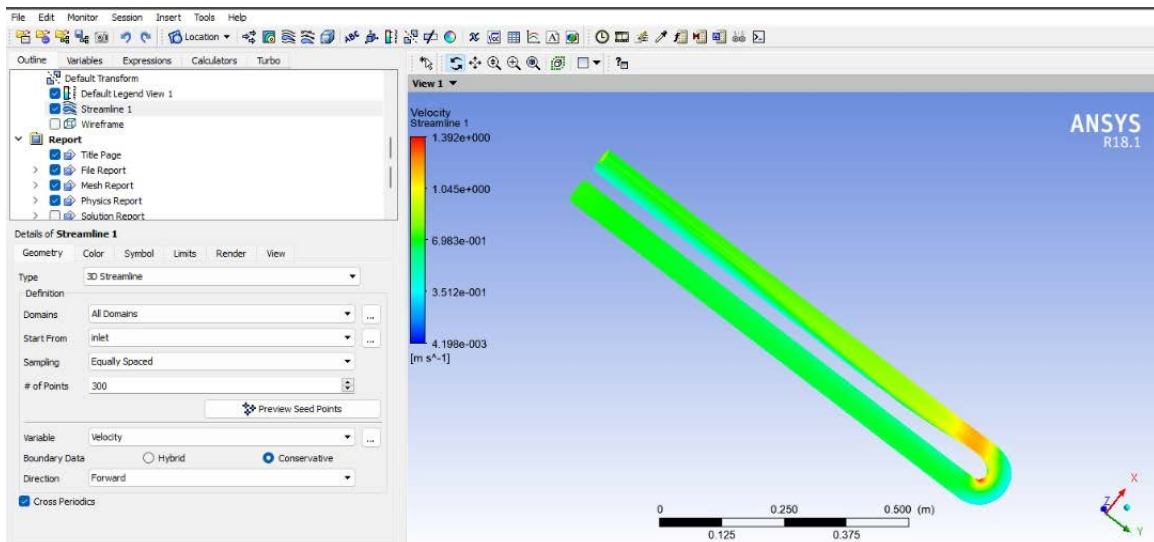 File Edit Monitor Session Insert Tools Help
Location
Outline Variables Expressions Calculators Turbo
Default Transform
Default Legend View 1
Streamline 1
Wireframe
Report
Title Page
File Report
Mesh Report
Physics Report
Solution Report
Details of Streamline 1
Geometry Color Symbol Limits Render View
Type 3D Streamline
Definition
Domains All Domains ...
Start From inlet ...
Sampling Equally Spaced
# of Points 300
Preview Seed Points
Variable Velocity ...
Boundary Data Hybrid Conservative
Direction Forward
Cross Periodics
View 1
Velocity
Streamline 1
1.392e+000
1.045e+000
6.983e-001
3.512e-001
4.198e-003
[m s^-1]
ANSYS
R18.1
0 0.250 0.500 (m)
0.125 0.375
X
Z
Y